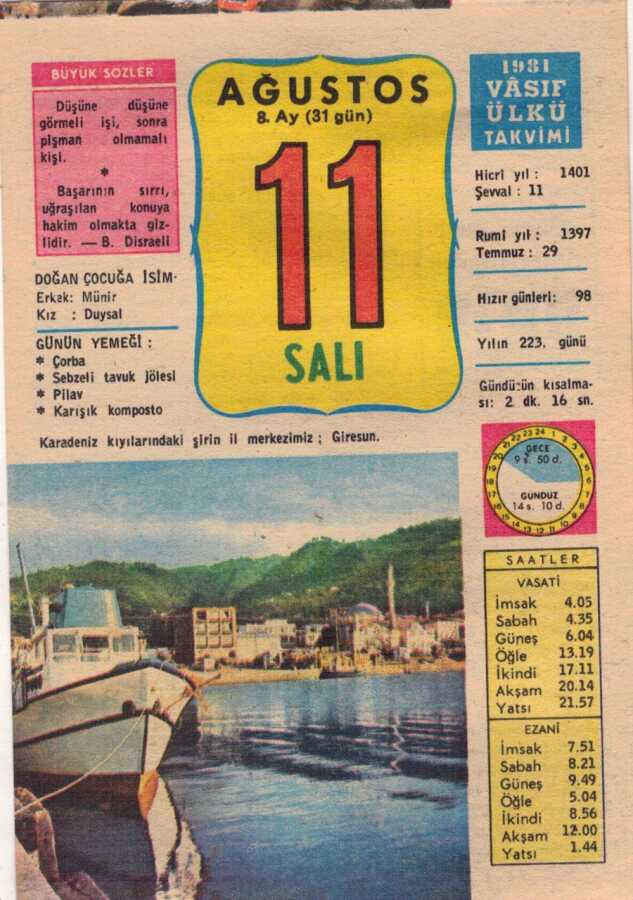 BÜYÜK SÖZLER
Düşüne düşüne
görmeli işi, sonra
pişman olmamalı
kişi.
*
Başarının sırrı,
uğraşılan konuya
hakim olmakta giz-
lidir. — B. Disraeli
DOĞAN ÇOCUĞA İSİM·
Erkek: Münir
Kız : Duysal
GÜNÜN YEMEĞİ :
* Çorba
* Sebzeli tavuk jölesi
* Pilav
* Karışık komposto
AĞUSTOS
8. Ay (31 gün)
11
SALI
1981
VÂSIF
ÜLKÜ
TAKVİMİ
Hicrî yıl : 1401
Şevval : 11
Rumî yıl : 1397
Temmuz : 29
Hızır günleri: 98
Yılın 223. günü
Gündüzün kısalma-
sı: 2 dk. 16 sn.
Karadeniz kıyılarındaki şirin il merkezimiz ; Giresun.
GECE
9 s. 50 d.
GÜNDÜZ
14 s. 10 d.
SAATLER
VASATİ
İmsak 4.05
Sabah 4.35
Güneş 6.04
Öğle 13.19
İkindi 17.11
Akşam 20.14
Yatsı 21.57
EZANİ
İmsak 7.51
Sabah 8.21
Güneş 9.49
Öğle 5.04
İkindi 8.56
Akşam 12.00
Yatsı 1.44